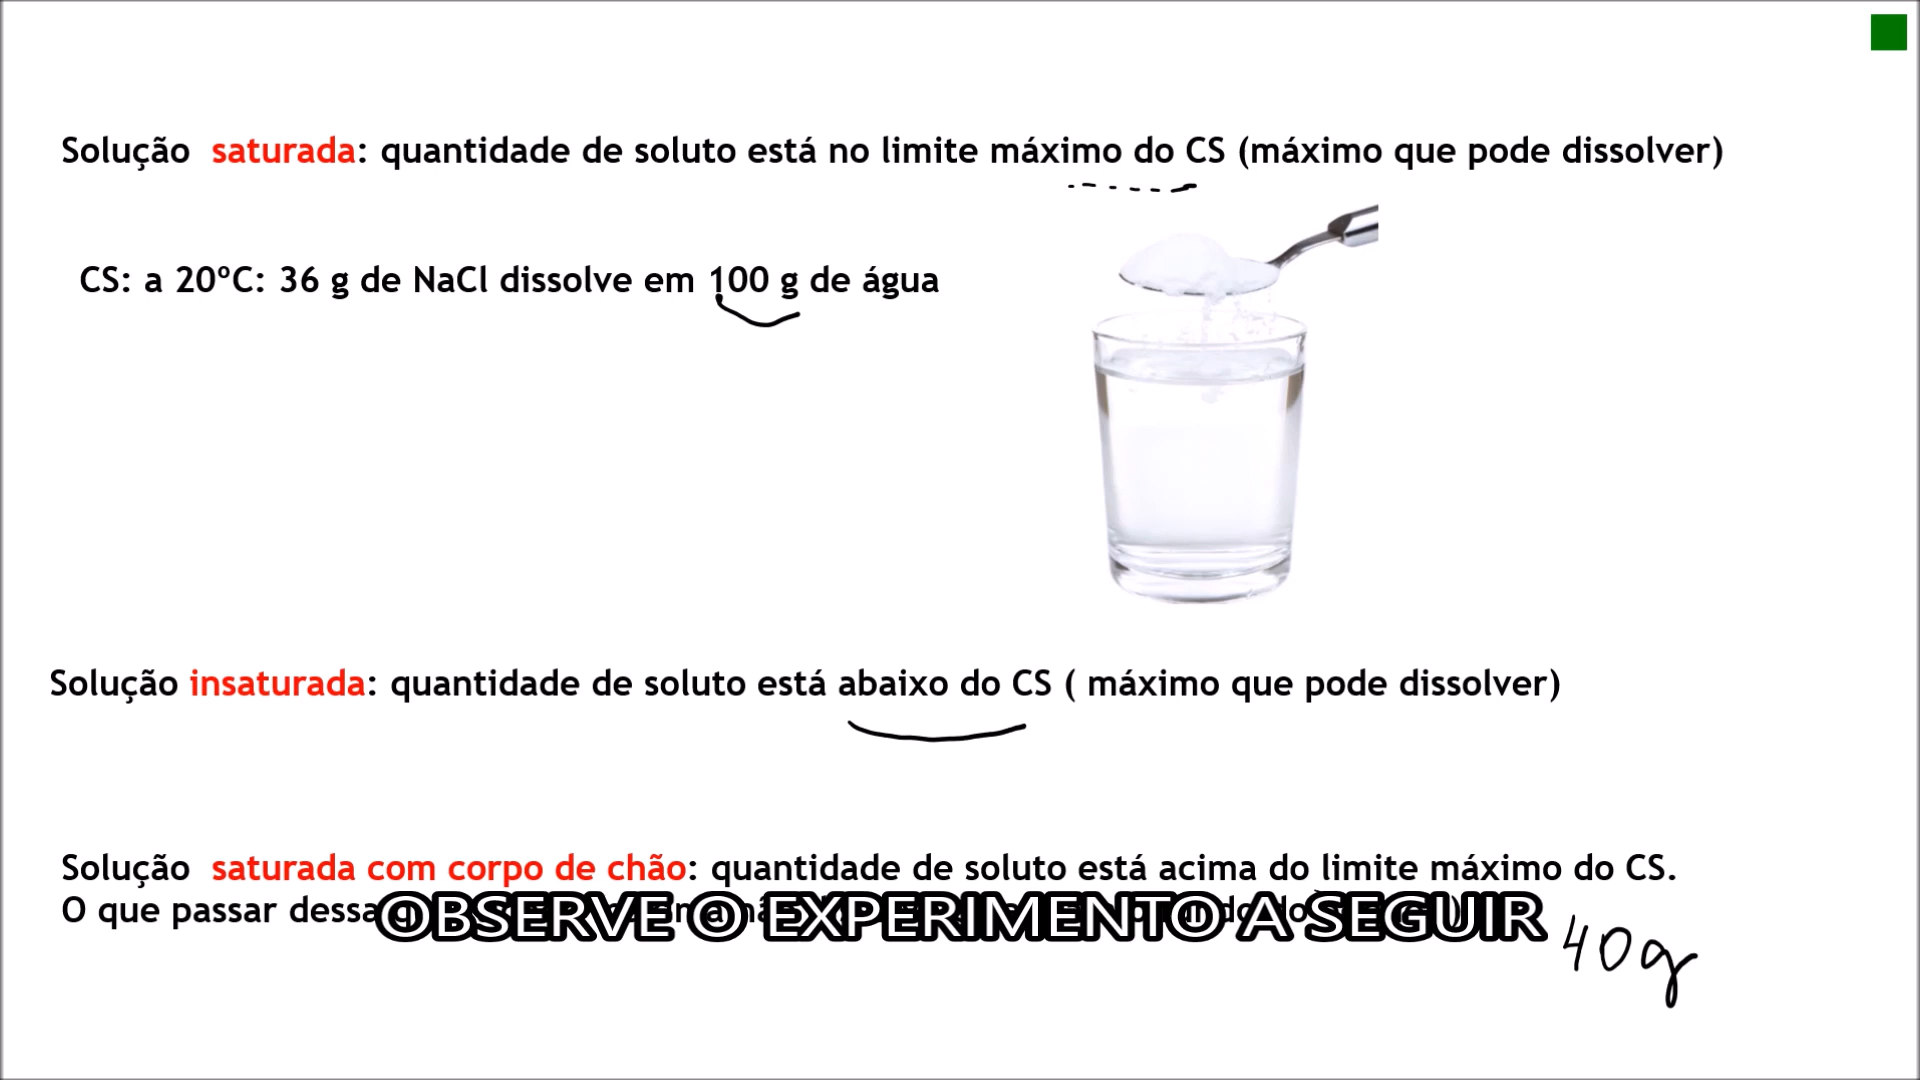 Solução saturada: quantidade de soluto está no limite máximo do CS (máximo que pode dissolver)
CS: a 20ºC: 36 g de NaCl dissolve em 100 g de água
Solução insaturada: quantidade de soluto está abaixo do CS ( máximo que pode dissolver)
Solução saturada com corpo de chão: quantidade de soluto está acima do limite máximo do CS.
O que passar dessa
OBSERVE O EXPERIMENTO A SEGUIR
40g